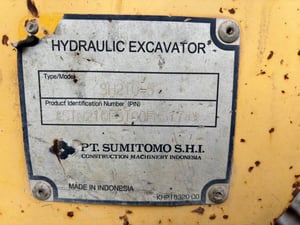 HYDRAULIC EXCAVATOR
Type/Model
Product Identification Number (PIN)
PT. SUMITOMO S.H.I.
CONSTRUCTION MACHINERY INDONESIA
MADE IN INDONESIA